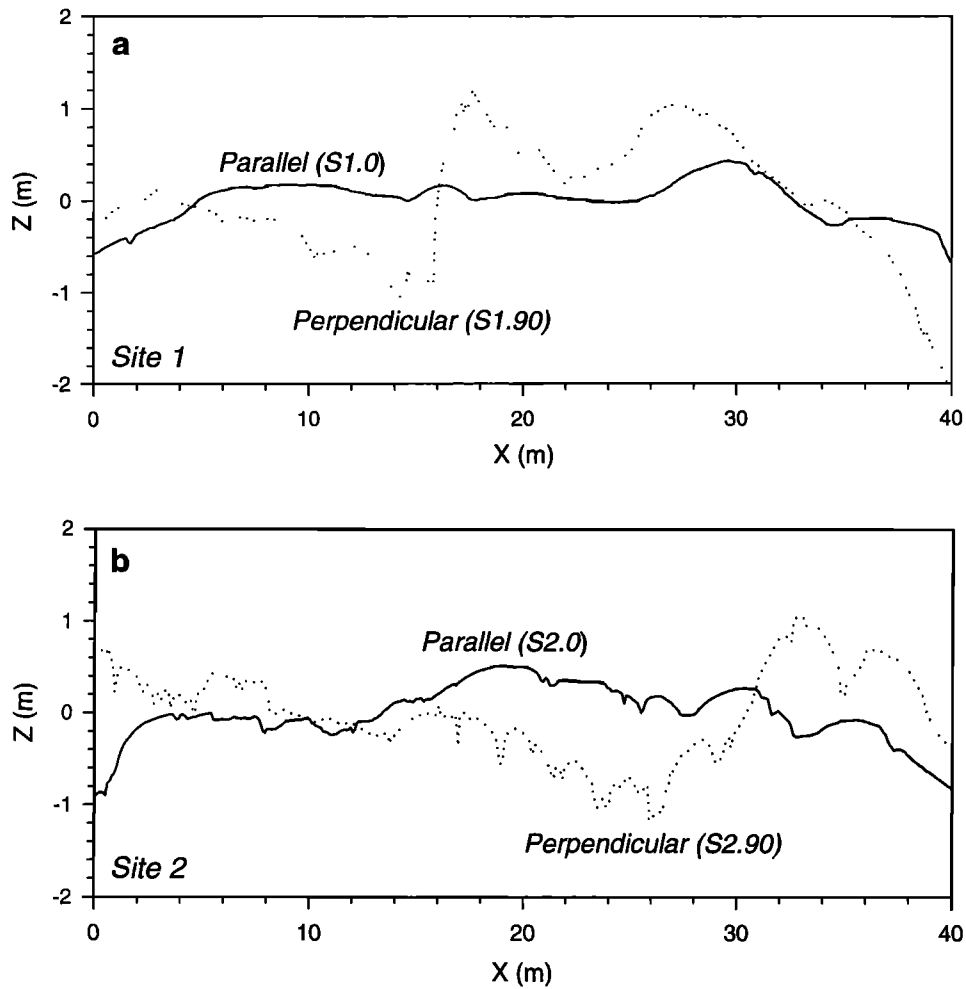 a
2
1
0
-1
-2
Z (m)
Parallel (S1.0)
Perpendicular (S1.90)
Site 1
0 10 20 30 40
X (m)
b
2
1
0
-1
-2
Z (m)
Parallel (S2.0)
Perpendicular (S2.90)
Site 2
0 10 20 30 40
X (m)